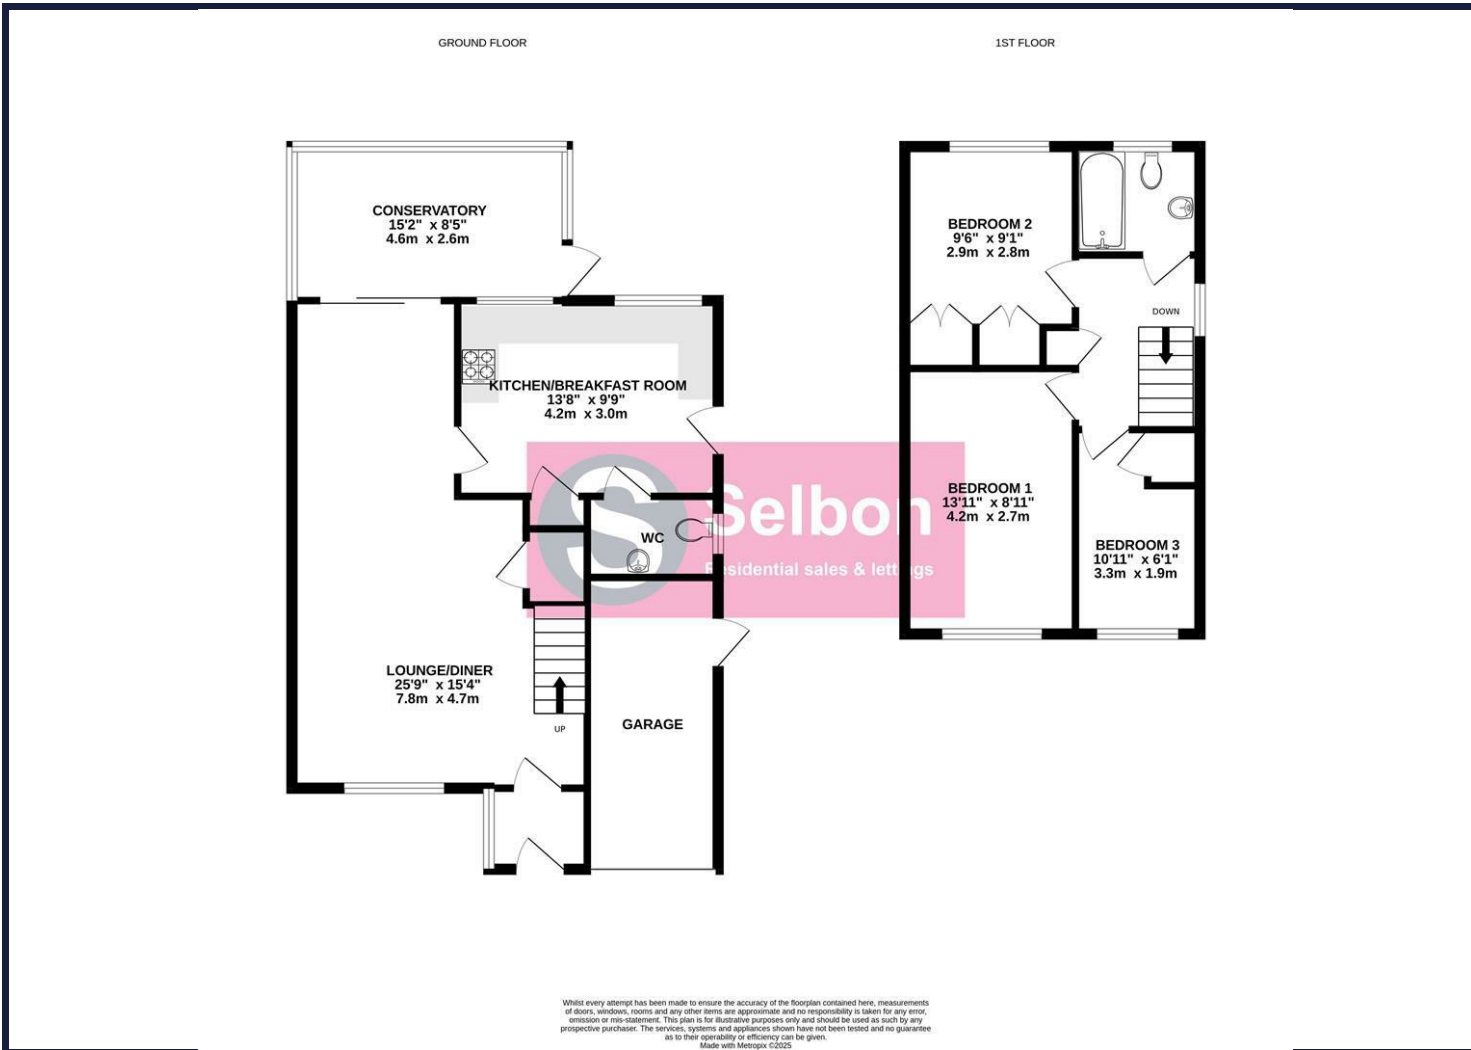 GROUND FLOOR
1ST FLOOR
CONSERVATORY
15'2" x 8'5"
4.6m x 2.6m
KITCHEN/BREAKFAST ROOM
13'8" x 9'9"
4.2m x 3.0m
WC
LOUNGE/DINER
25'9" x 15'4"
7.8m x 4.7m
UP
GARAGE
BEDROOM 2
9'6" x 9'1"
2.9m x 2.8m
DOWN
BEDROOM 1
13'11" x 8'11"
4.2m x 2.7m
BEDROOM 3
10'11" x 6'1"
3.3m x 1.9m
Selbon
Residential sales & lettings
Whilst every attempt has been made to ensure the accuracy of the floorplan contained here, measurements
of doors, windows, rooms and any other items are approximate and no responsibility is taken for any error,
omission or mis-statement. This plan is for illustrative purposes only and should be used as such by any
prospective purchaser. The services, systems and appliances shown have not been tested and no guarantee
as to their operability or efficiency can be given.
Made with Metropix ©2025